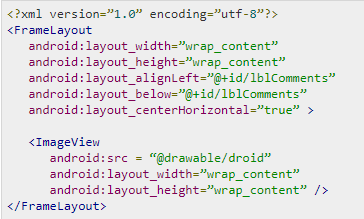 <?xml version=”1.0” encoding=”utf-8”?>
<FrameLayout
android:layout_width=”wrap_content”
android:layout_height=”wrap_content”
android:layout_alignLeft=”@+id/lblComments”
android:layout_below=”@+id/lblComments”
android:layout_centerHorizontal=”true” >
<ImageView
android:src = “@drawable/droid”
android:layout_width=”wrap_content”
android:layout_height=”wrap_content” />
</FrameLayout>